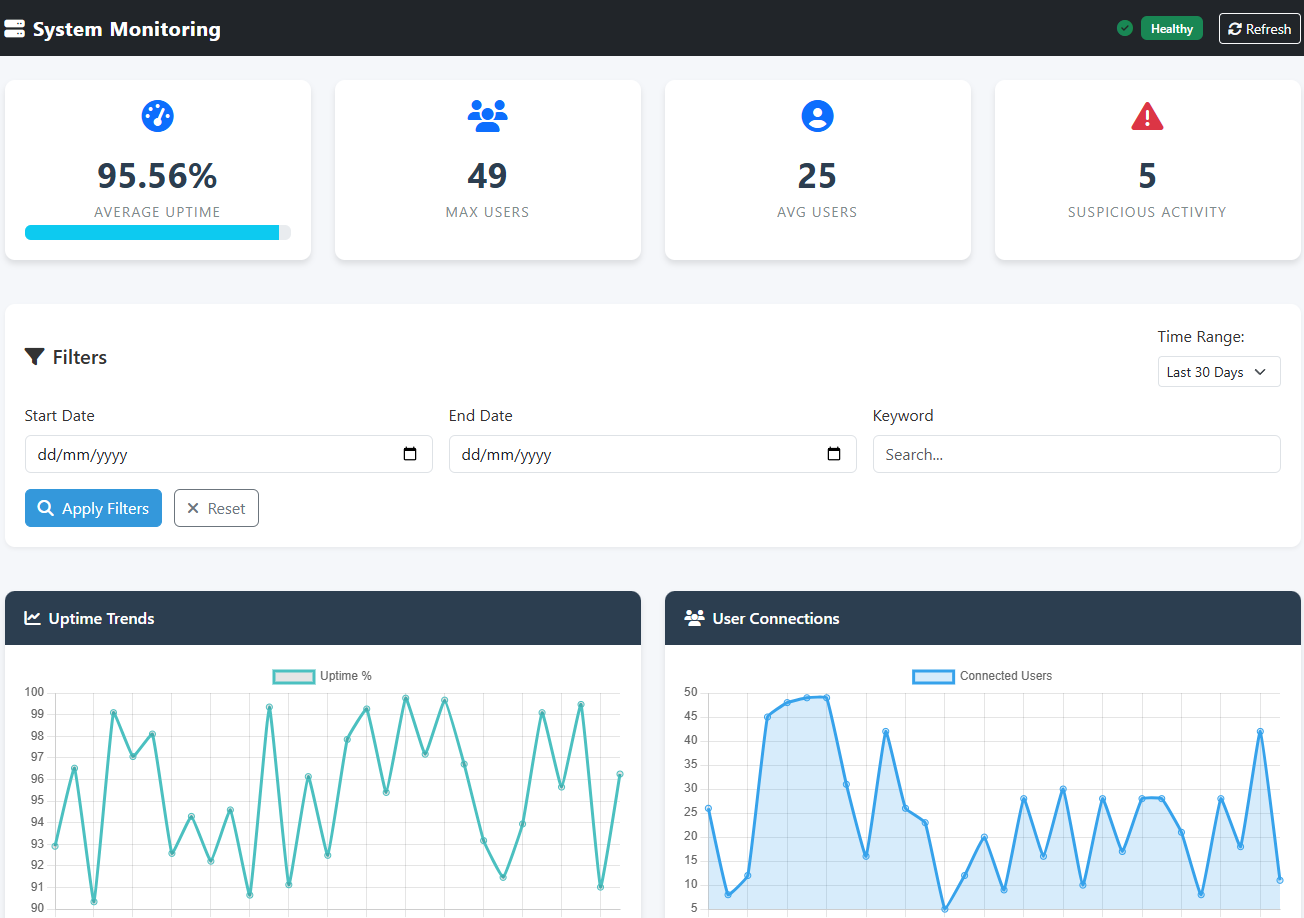 System Monitoring
Healthy
Refresh
95.56%
AVERAGE UPTIME
49
MAX USERS
25
AVG USERS
5
SUSPICIOUS ACTIVITY
Filters
Time Range:
Last 30 Days
Start Date
End Date
Keyword
dd/mm/yyyy
dd/mm/yyyy
Search...
Apply Filters
Reset
Uptime Trends
Uptime %
100
99
98
97
96
95
94
93
92
91
90
User Connections
Connected Users
50
45
40
35
30
25
20
15
10
5